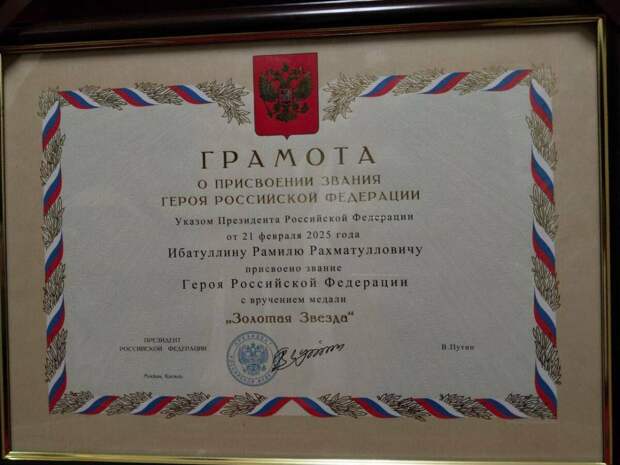 ГРАМОТА
О ПРИСВОЕНИИ ЗВАНИЯ
ГЕРОЯ РОССИЙСКОЙ ФЕДЕРАЦИИ
Указом Президента Российской Федерации
от 21 февраля 2025 года
Ибатуллину Рамилю Рахматулловичу
присвоено звание
Героя Российской Федерации
с вручением медали
„Золотая Звезда“
ПРЕЗИДЕНТ
РОССИЙСКОЙ ФЕДЕРАЦИИ
В.Путин
Москва, Кремль